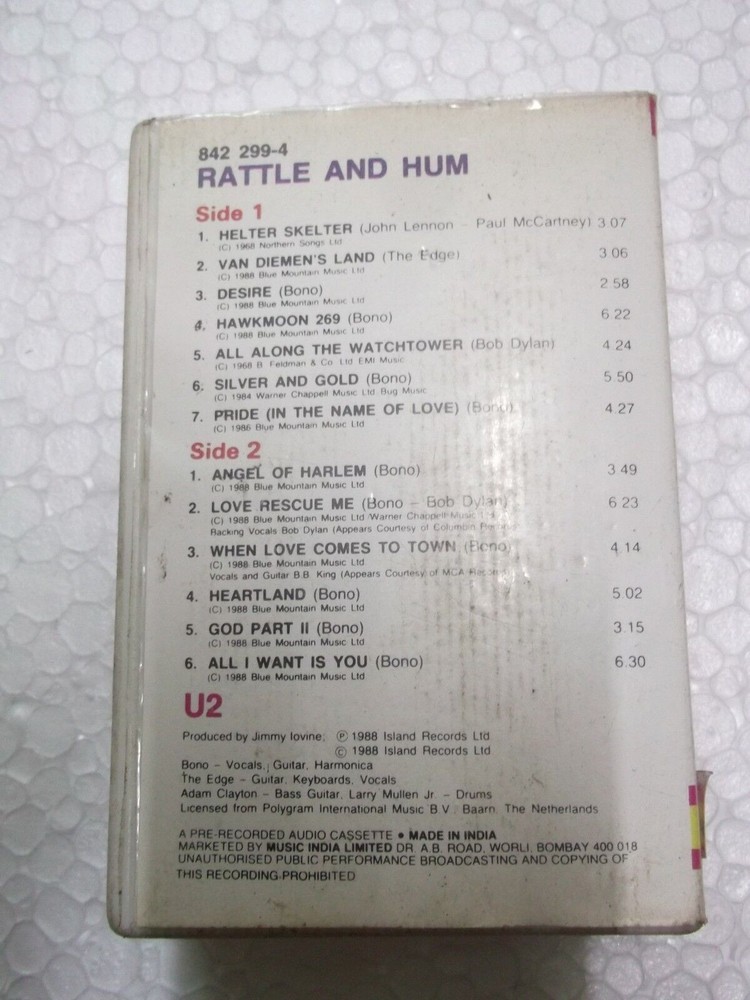 842 299-4
RATTLE AND HUM
Side 1
1. HELTER SKELTER (John Lennon - Paul McCartney) 3.07
(C) 1968 Northern Songs Ltd
2. VAN DIEMEN'S LAND (The Edge) 3.06
(C) 1988 Blue Mountain Music Ltd
3. DESIRE (Bono) 2.58
(C) 1988 Blue Mountain Music Ltd
4. HAWKMOON 269 (Bono) 6.22
(C) 1988 Blue Mountain Music Ltd
5. ALL ALONG THE WATCHTOWER (Bob Dylan) 4.24
(C) 1968 B. Feldman & Co. Ltd EMI Music
6. SILVER AND GOLD (Bono) 5.50
(C) 1984 Warner Chappell Music Ltd. Bug Music
7. PRIDE (IN THE NAME OF LOVE) (Bono) 4.27
(C) 1986 Blue Mountain Music Ltd
Side 2
1. ANGEL OF HARLEM (Bono) 3.49
(C) 1988 Blue Mountain Music Ltd
2. LOVE RESCUE ME (Bono - Bob Dylan) 6.23
(C) 1988 Blue Mountain Music Ltd/Warner Chappell Music
Backing Vocals Bob Dylan (Appears Courtesy of Columbia
3. WHEN LOVE COMES TO TOWN (Bono) 4.14
(C) 1988 Blue Mountain Music Ltd
Vocals and Guitar B.B. King (Appears Courtesy of MCA
4. HEARTLAND (Bono) 5.02
(C) 1988 Blue Mountain Music Ltd
5. GOD PART II (Bono) 3.15
(C) 1988 Blue Mountain Music Ltd
6. ALL I WANT IS YOU (Bono) 6.30
(C) 1988 Blue Mountain Music Ltd
U2
Produced by Jimmy Iovine; Ⓟ 1988 Island Records Ltd
© 1988 Island Records Ltd
Bono - Vocals, Guitar, Harmonica
The Edge - Guitar, Keyboards, Vocals
Adam Clayton - Bass Guitar, Larry Mullen Jr. - Drums
Licensed from Polygram International Music B.V. Baarn, The Netherlands
A PRE-RECORDED AUDIO CASSETTE • MADE IN INDIA
MARKETED BY MUSIC INDIA LIMITED DR. A.B. ROAD, WORLI, BOMBAY 400 018
UNAUTHORISED PUBLIC PERFORMANCE BROADCASTING AND COPYING OF
THIS RECORDING PROHIBITED